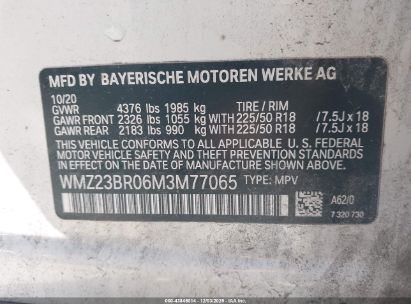 MFD BY BAYERISCHE MOTOREN WERKE AG
10/20
GVWR 4376 lbs 1985 kg TIRE / RIM
GAWR FRONT 2326 lbs 1055 kg WITH 225/50 R18 /7.5J x 18
GAWR REAR 2183 lbs 990 kg WITH 225/50 R18 /7.5J x 18
THIS VEHICLE CONFORMS TO ALL APPLICABLE U.S. FEDERAL
MOTOR VEHICLE SAFETY, BUMPER, AND THEFT PREVENTION
STANDARDS IN EFFECT ON THE DATE OF MANUFACTURE SHOWN ABOVE.
WMZ23BR06M3M77065 TYPE: MPV
A62/0
7 320 730